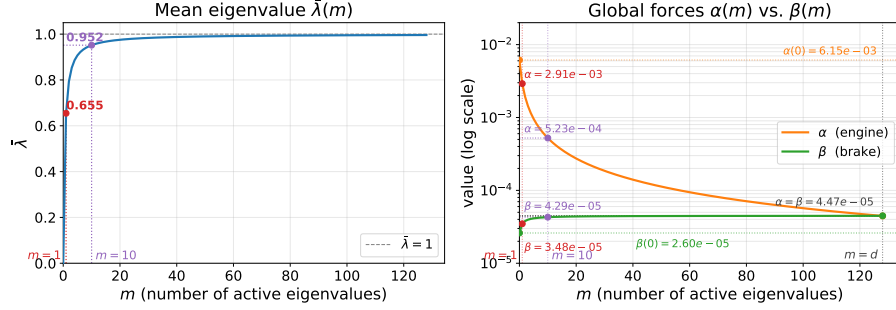 Mean eigenvalue λ̄(m)
1.0
0.8
0.6
0.4
0.2
0.0
λ̄
0.952
0.655
m = 1
m = 10
λ̄ = 1
0
20
40
60
80
100
120
m (number of active eigenvalues)
Global forces α(m) vs. β(m)
10⁻²
10⁻³
10⁻⁴
10⁻⁵
value (log scale)
α(0) = 6.15e − 03
α = 2.91e − 03
α = 5.23e − 04
α (engine)
β (brake)
α = β = 4.47e − 05
β = 4.29e − 05
β = 3.48e − 05
β(0) = 2.60e − 05
m = 1
m = 10
m = d
0
20
40
60
80
100
120
m (number of active eigenvalues)